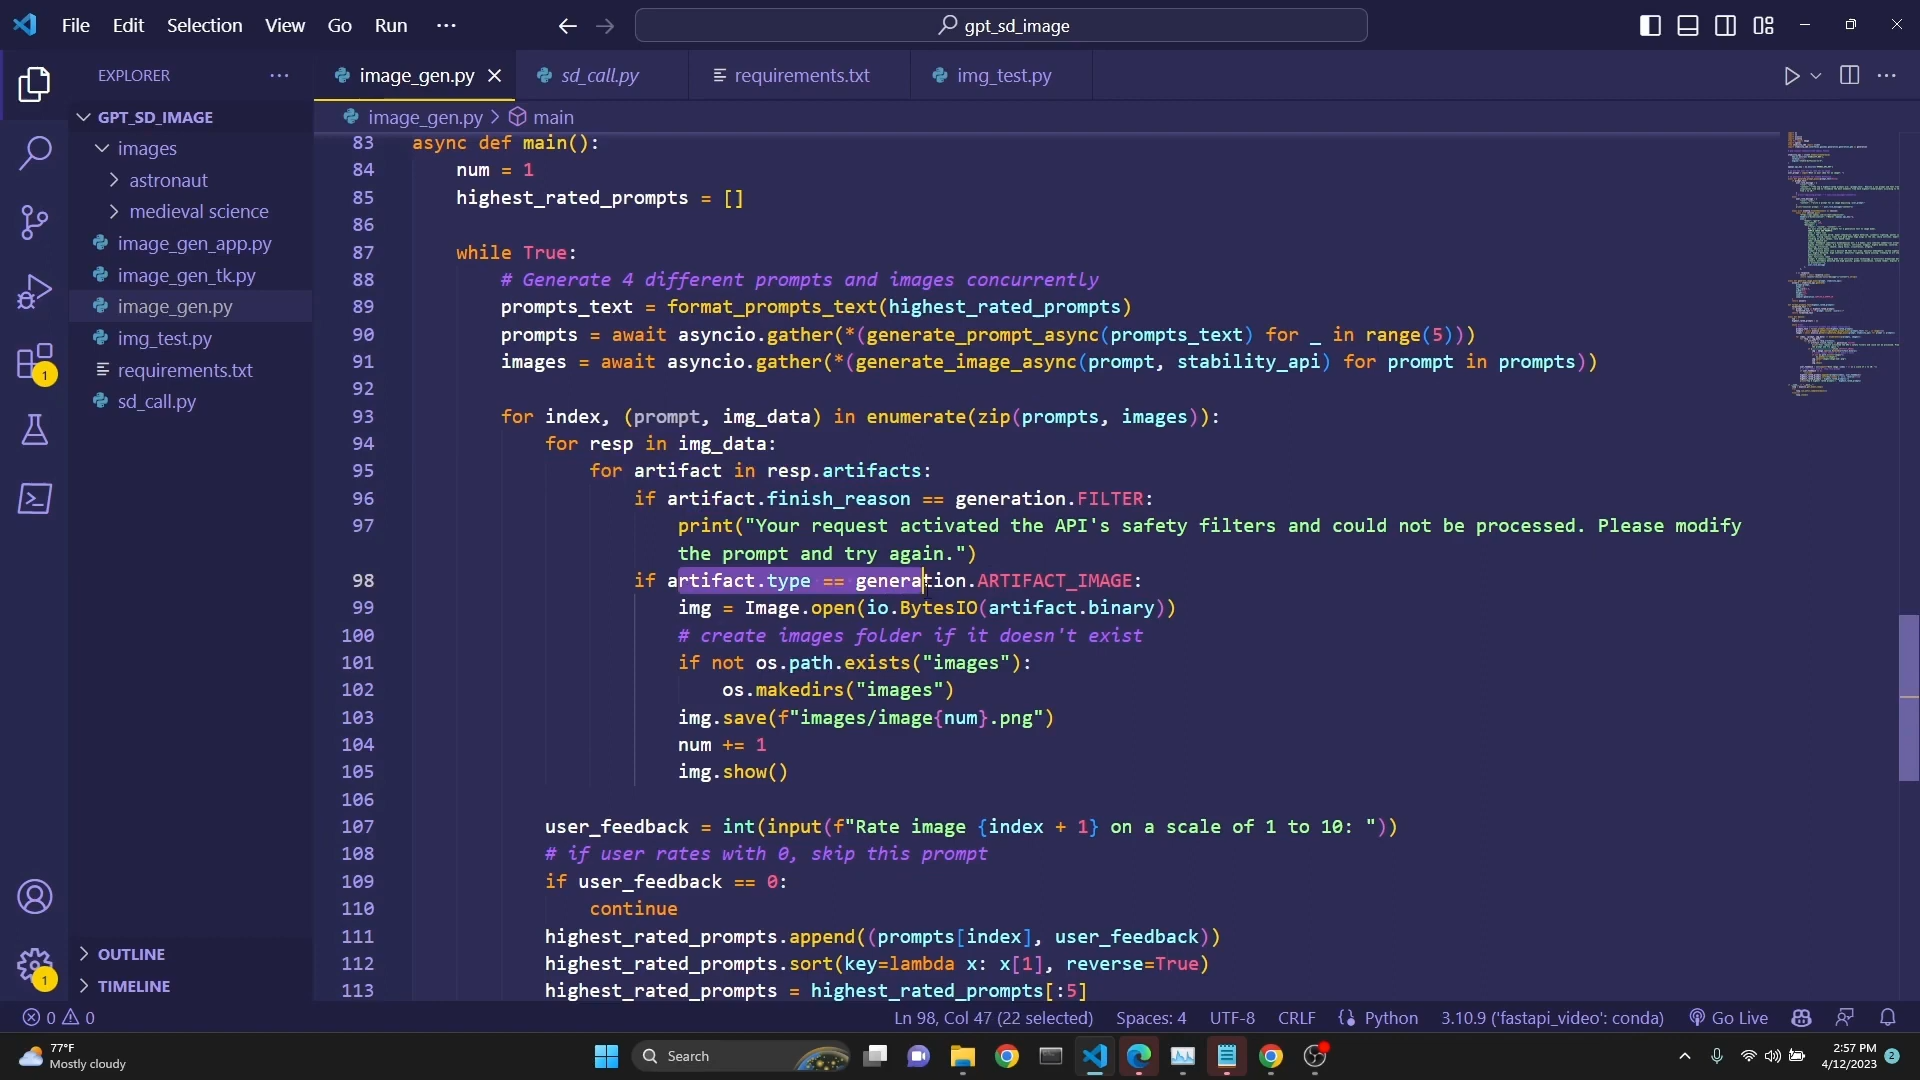 File Edit Selection View Go Run ···
gpt_sd_image
EXPLORER
···
image_gen.py
sd_call.py
requirements.txt
img_test.py
GPT_SD_IMAGE
images
astronaut
medieval science
image_gen_app.py
image_gen_tk.py
image_gen.py
img_test.py
requirements.txt
sd_call.py
OUTLINE
TIMELINE
1
1
image_gen.py > main
83 async def main():
84 num = 1
85 highest_rated_prompts = []
86
87 while True:
88 # Generate 4 different prompts and images concurrently
89 prompts_text = format_prompts_text(highest_rated_prompts)
90 prompts = await asyncio.gather(*(generate_prompt_async(prompts_text) for _ in range(5)))
91 images = await asyncio.gather(*(generate_image_async(prompt, stability_api) for prompt in prompts))
92
93 for index, (prompt, img_data) in enumerate(zip(prompts, images)):
94 for resp in img_data:
95 for artifact in resp.artifacts:
96 if artifact.finish_reason == generation.FILTER:
97 print("Your request activated the API's safety filters and could not be processed. Please modify
the prompt and try again.")
98 if artifact.type == generation.ARTIFACT_IMAGE:
99 img = Image.open(io.BytesIO(artifact.binary))
100 # create images folder if it doesn't exist
101 if not os.path.exists("images"):
102 os.makedirs("images")
103 img.save(f"images/image{num}.png")
104 num += 1
105 img.show()
106
107 user_feedback = int(input(f"Rate image {index + 1} on a scale of 1 to 10: "))
108 # if user rates with 0, skip this prompt
109 if user_feedback == 0:
110 continue
111 highest_rated_prompts.append((prompts[index], user_feedback))
112 highest_rated_prompts.sort(key=lambda x: x[1], reverse=True)
113 highest_rated_prompts = highest_rated_prompts[:5]
0 0
Ln 98, Col 47 (22 selected) Spaces: 4 UTF-8 CRLF Python 3.10.9 ('fastapi_video': conda) Go Live
77°F
Mostly cloudy
Search
2:57 PM
4/12/2023
2